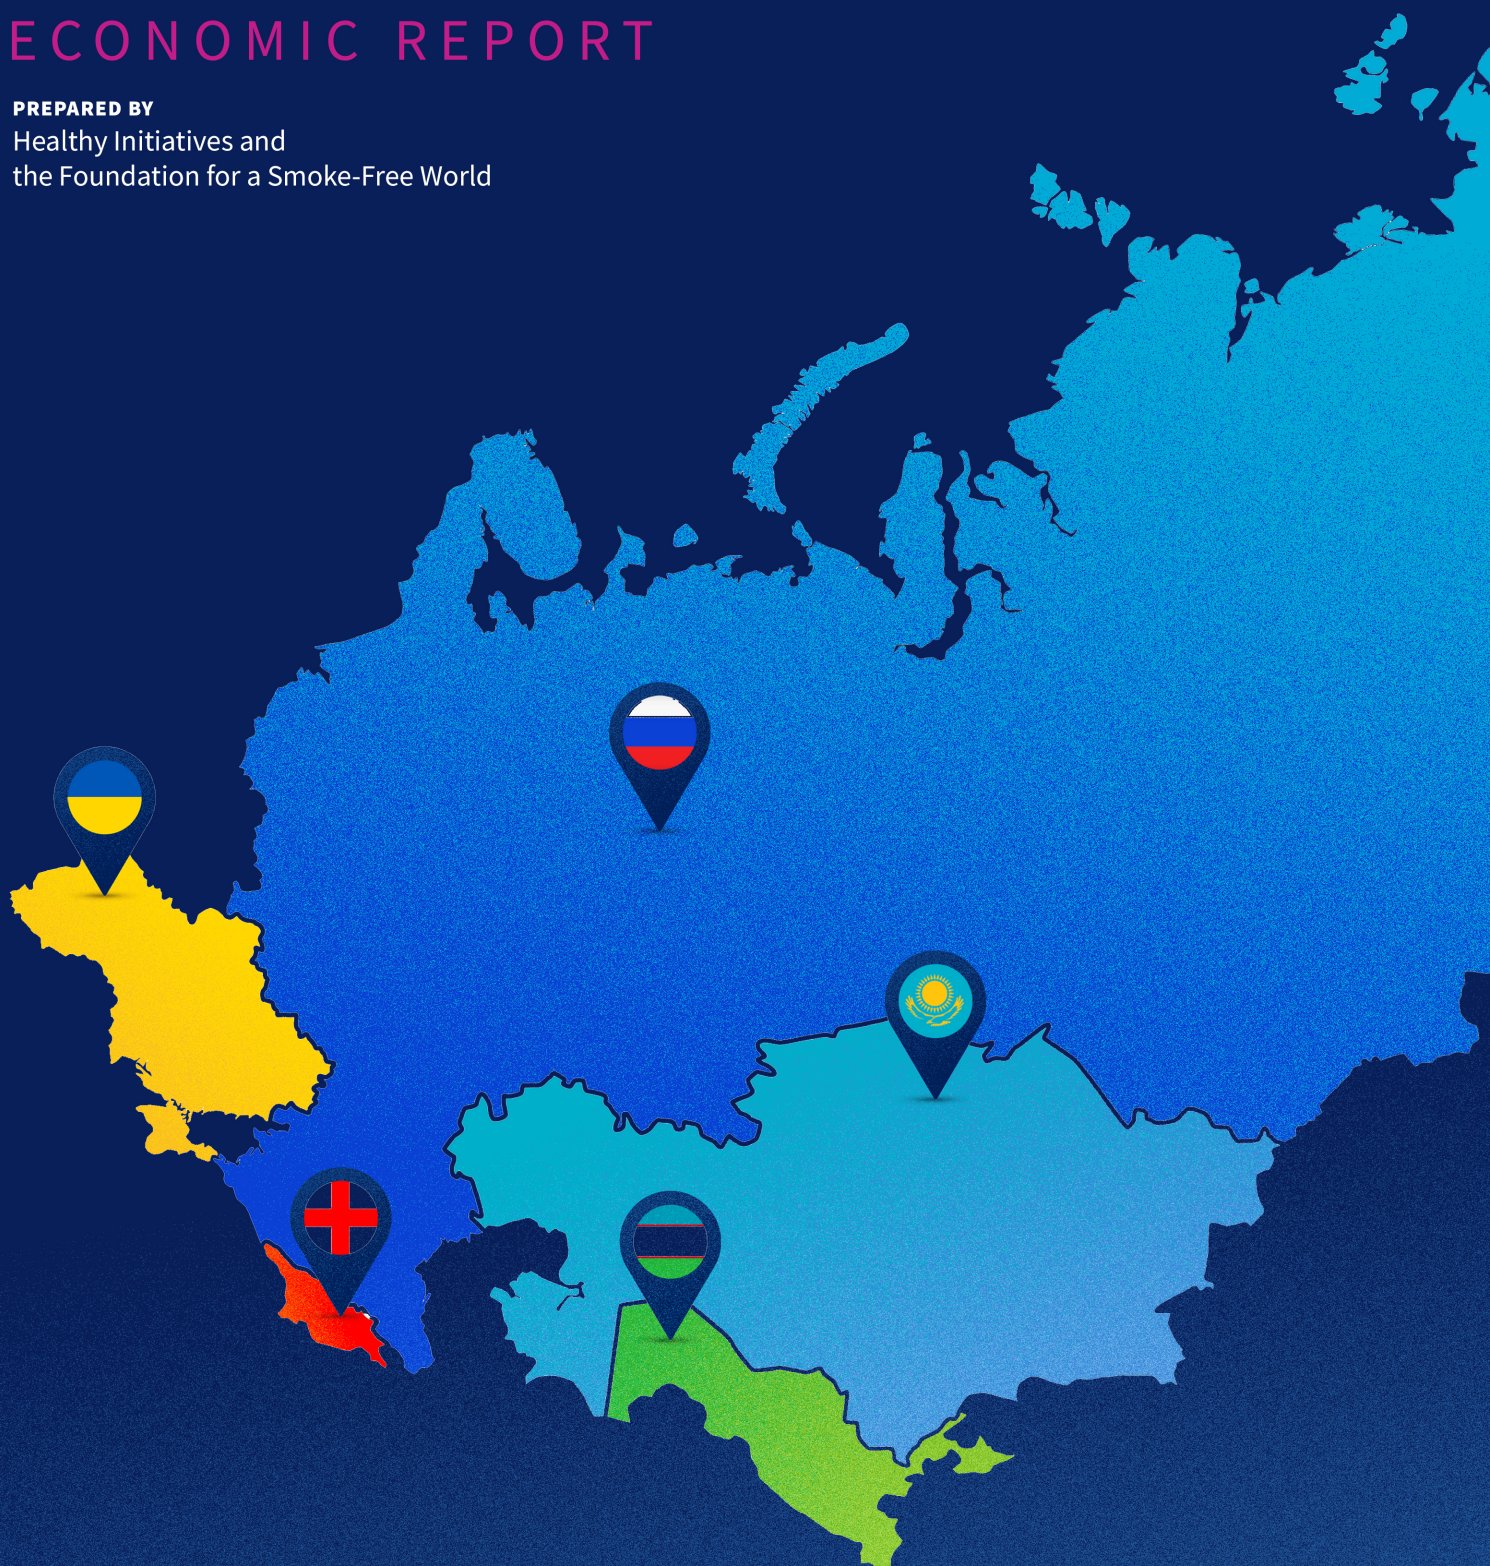 ECONOMIC REPORT
PREPARED BY
Healthy Initiatives and
the Foundation for a Smoke-Free World